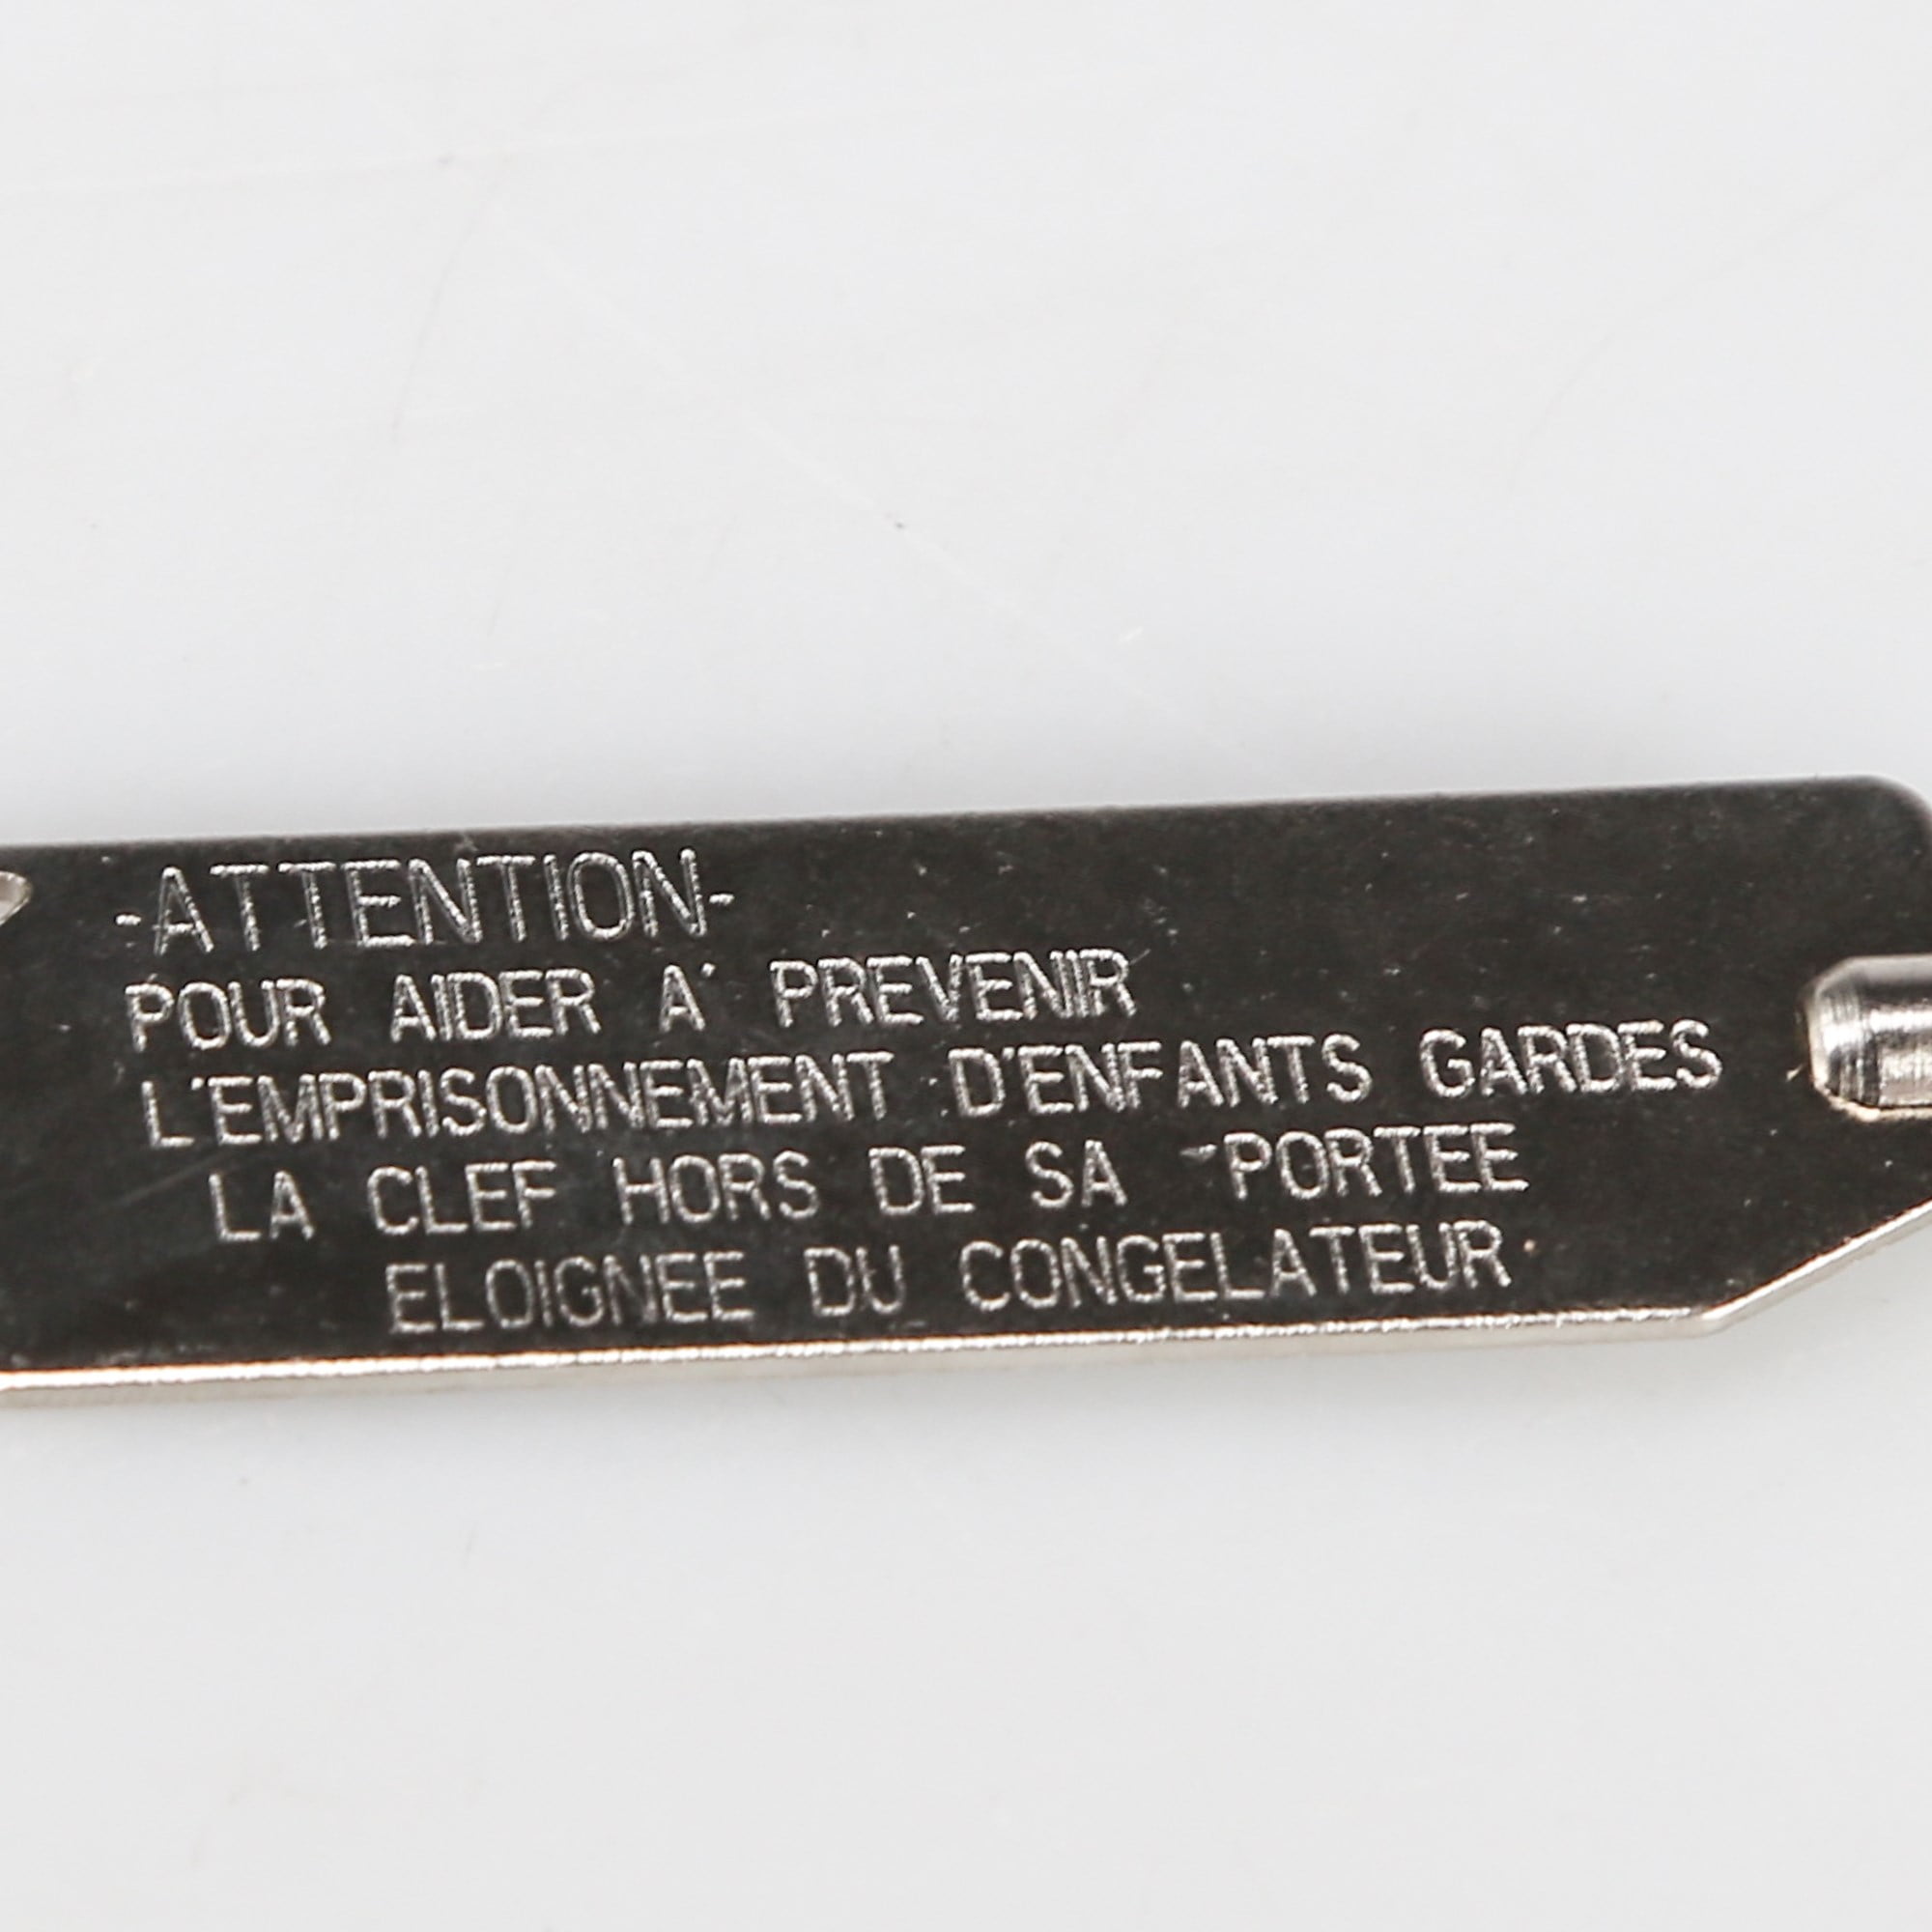 -ATTENTION-
POUR AIDER A' PREVENIR
L'EMPRISONNEMENT D'ENFANTS GARDES
LA CLEF HORS DE SA -PORTEE
ELOIGNEE DU CONGELATEUR